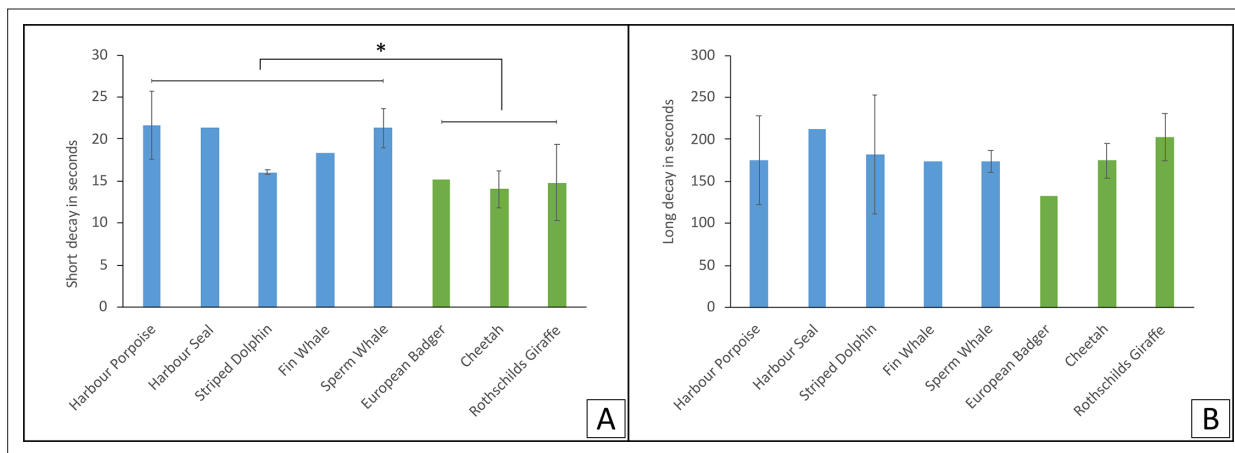 Short decay in seconds
30
25
20
15
10
5
0
*
Harbour Porpoise
Harbour Seal
Striped Dolphin
Fin Whale
Sperm Whale
European Badger
Cheetah
Rothschilds Giraffe
A
Long decay in seconds
300
250
200
150
100
50
0
Harbour Porpoise
Harbour Seal
Striped Dolphin
Fin Whale
Sperm Whale
European Badger
Cheetah
Rothschilds Giraffe
B